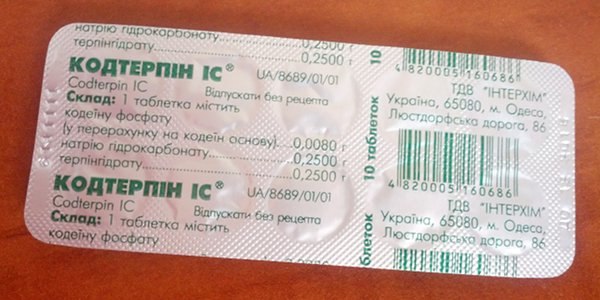 натрію гідрокарбонату
0,2500 г
терпінгідрату
0,2500 г
КОДТЕРПІН ІС®
UA/8689/01/01
Codterpin IC
Відпускати без рецепта
Склад: 1 таблетка містить
кодеїну фосфату
(у перерахунку на кодеїн основу)......0,0080 г
натрію гідрокарбонату
0,2500 г
терпінгідрату
0,2500 г
КОДТЕРПІН ІС®
UA/8689/01/01
Codterpin IC
Відпускати без рецепта
Склад: 1 таблетка містить
кодеїну фосфату
10 таблеток
10 таблеток
блеток
4 820005 160686
ТДВ "ІНТЕРХІМ"
Україна, 65080, м. Одеса,
Люстдорфська дорога, 86
4 820005 160686
ТДВ "ІНТЕРХІМ"
Україна, 65080, м. Одеса,
Люстдорфська дорога, 86